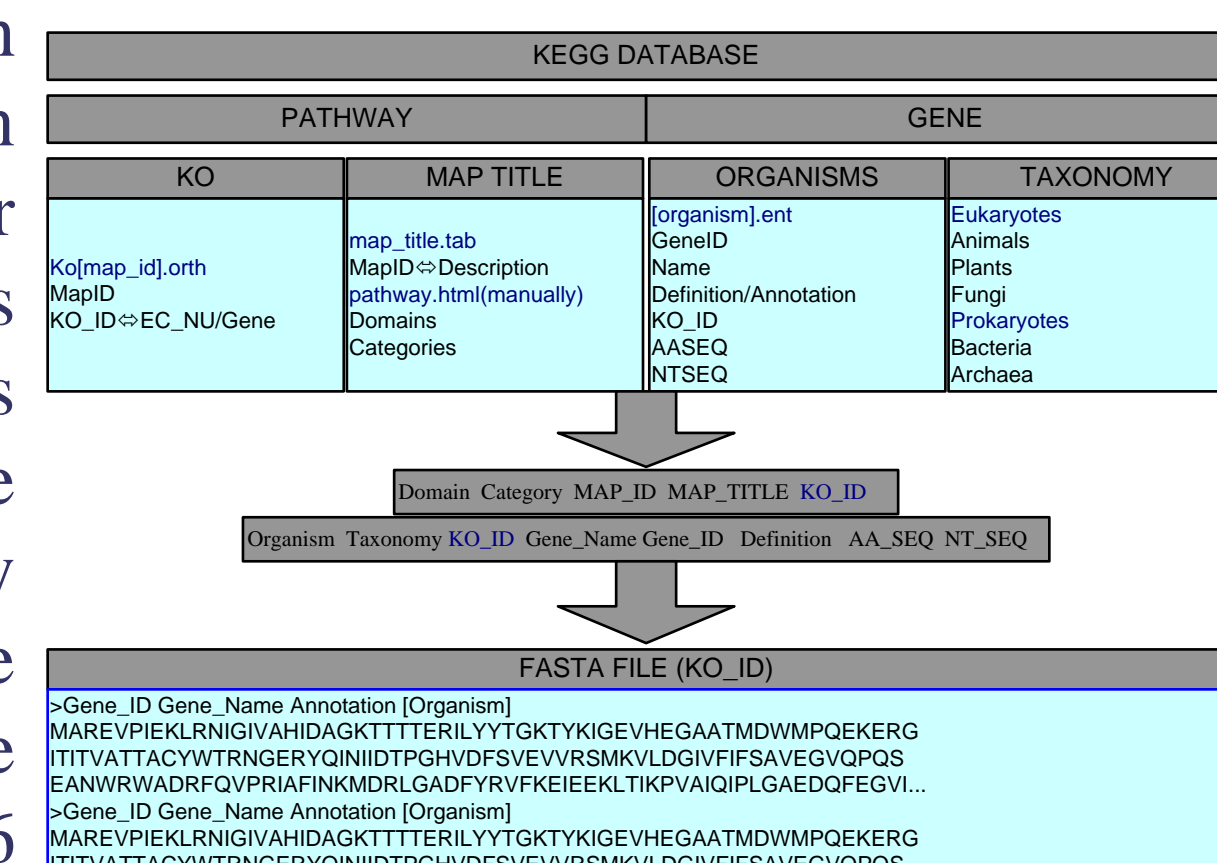 KEGG DATABASE
PATHWAY
GENE
KO
MAP TITLE
ORGANISMS
TAXONOMY
Ko[map_id].orth
MapID
KO_ID⇔EC_NU/Gene
map_title.tab
MapID⇔Description
pathway.html(manually)
Domains
Categories
[organism].ent
GeneID
Name
Definition/Annotation
KO_ID
AASEQ
NTSEQ
Eukaryotes
Animals
Plants
Fungi
Prokaryotes
Bacteria
Archaea
Domain Category MAP_ID MAP_TITLE KO_ID
Organism Taxonomy KO_ID Gene_Name Gene_ID Definition AA_SEQ NT_SEQ
FASTA FILE (KO_ID)
>Gene_ID Gene_Name Annotation [Organism]
MAREVPIEKLRNIGIVAHIDAGKTTTTERILYYTGKTYKIGEVHEGAATMDWMPQEKERG
ITITVATTACYWTRNGERYQINIIDTPGHVDFSVEVVRSMKVLDGIVFIFSAVEGVQPQS
EANWRWADRFQVPRIAFINKMDRLGADFYRVFKEIEEKLTIKPVAIQIPLGAEDQFEGVI...
>Gene_ID Gene_Name Annotation [Organism]
MAREVPIEKLRNIGIVAHIDAGKTTTTERILYYTGKTYKIGEVHEGAATMDWMPQEKERG
ITITVATTACYWTRNGERYQINIIDTPGHVDFSVEVVRSMKVLDGIVFIFSAVEGVQPQS